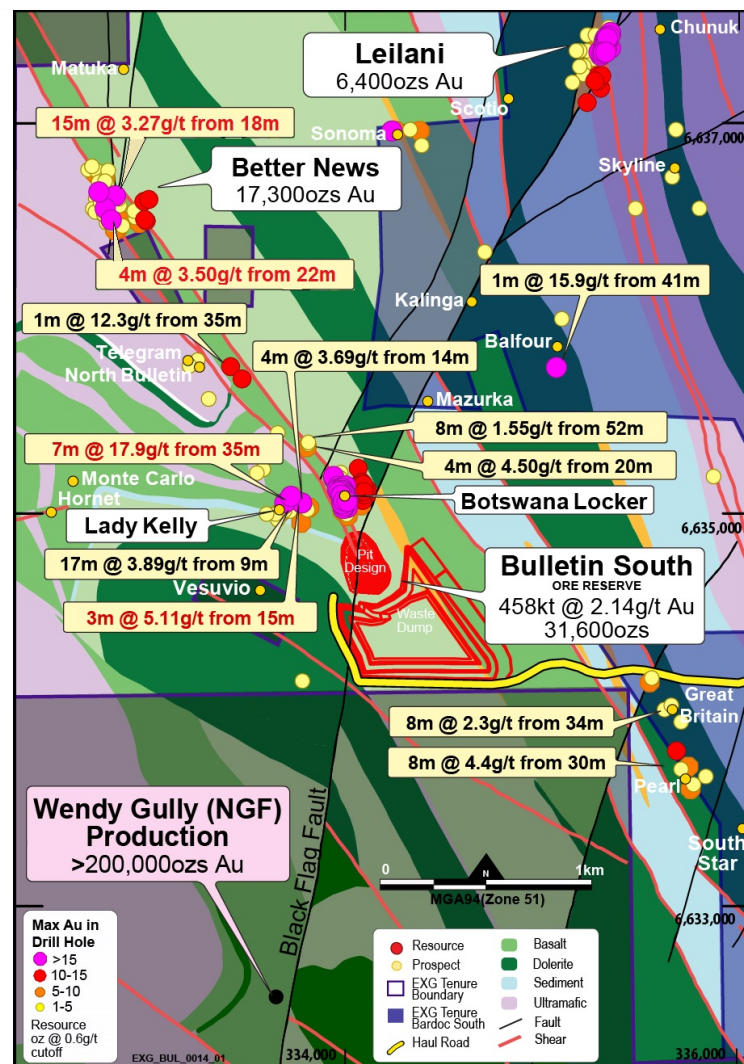 Leilani
6,400ozs Au
Chunuk
Matuka
Scotio
15m @ 3.27g/t from 18m
Sonoma
6,637,000
Better News
17,300ozs Au
Skyline
4m @ 3.50g/t from 22m
1m @ 15.9g/t from 41m
Kalinga
1m @ 12.3g/t from 35m
Balfour
Telegram
North Bulletin
4m @ 3.69g/t from 14m
Mazurka
8m @ 1.55g/t from 52m
7m @ 17.9g/t from 35m
4m @ 4.50g/t from 20m
Monte Carlo
Hornet
Botswana Locker
Lady Kelly
6,635,000
17m @ 3.89g/t from 9m
Pit
Design
Bulletin South
ORE RESERVE
458kt @ 2.14g/t Au
31,600ozs
Vesuvio
3m @ 5.11g/t from 15m
Waste
Dump
Great
Britain
8m @ 2.3g/t from 34m
8m @ 4.4g/t from 30m
Pearl
Wendy Gully (NGF)
Production
>200,000ozs Au
Black Flag Fault
South
Star
N
0 1km
MGA94(Zone 51)
6,633,000
Max Au in
Drill Hole
>15
10-15
5-10
1-5
Resource
oz @ 0.6g/t
cutoff
Resource
Prospect
EXG Tenure
Boundary
EXG Tenure
Bardoc South
Haul Road
Basalt
Dolerite
Sediment
Ultramafic
Fault
Shear
EXG_BUL_0014_01
334,000
336,000